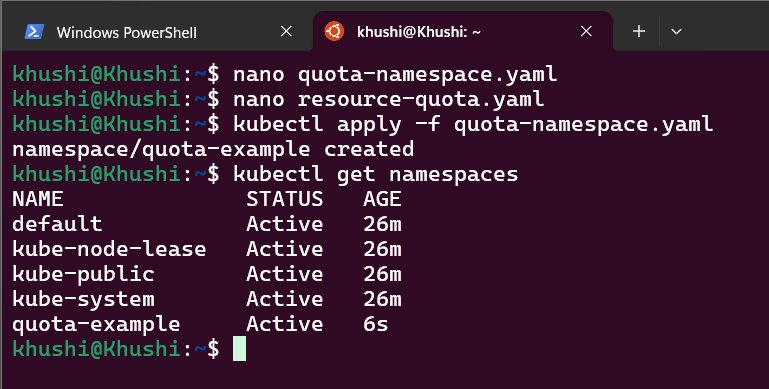 Windows PowerShell
khushi@Khushi: ~
khushi@Khushi:~$ nano quota-namespace.yaml
khushi@Khushi:~$ nano resource-quota.yaml
khushi@Khushi:~$ kubectl apply -f quota-namespace.yaml
namespace/quota-example created
khushi@Khushi:~$ kubectl get namespaces
NAME STATUS AGE
default Active 26m
kube-node-lease Active 26m
kube-public Active 26m
kube-system Active 26m
quota-example Active 6s
khushi@Khushi:~$